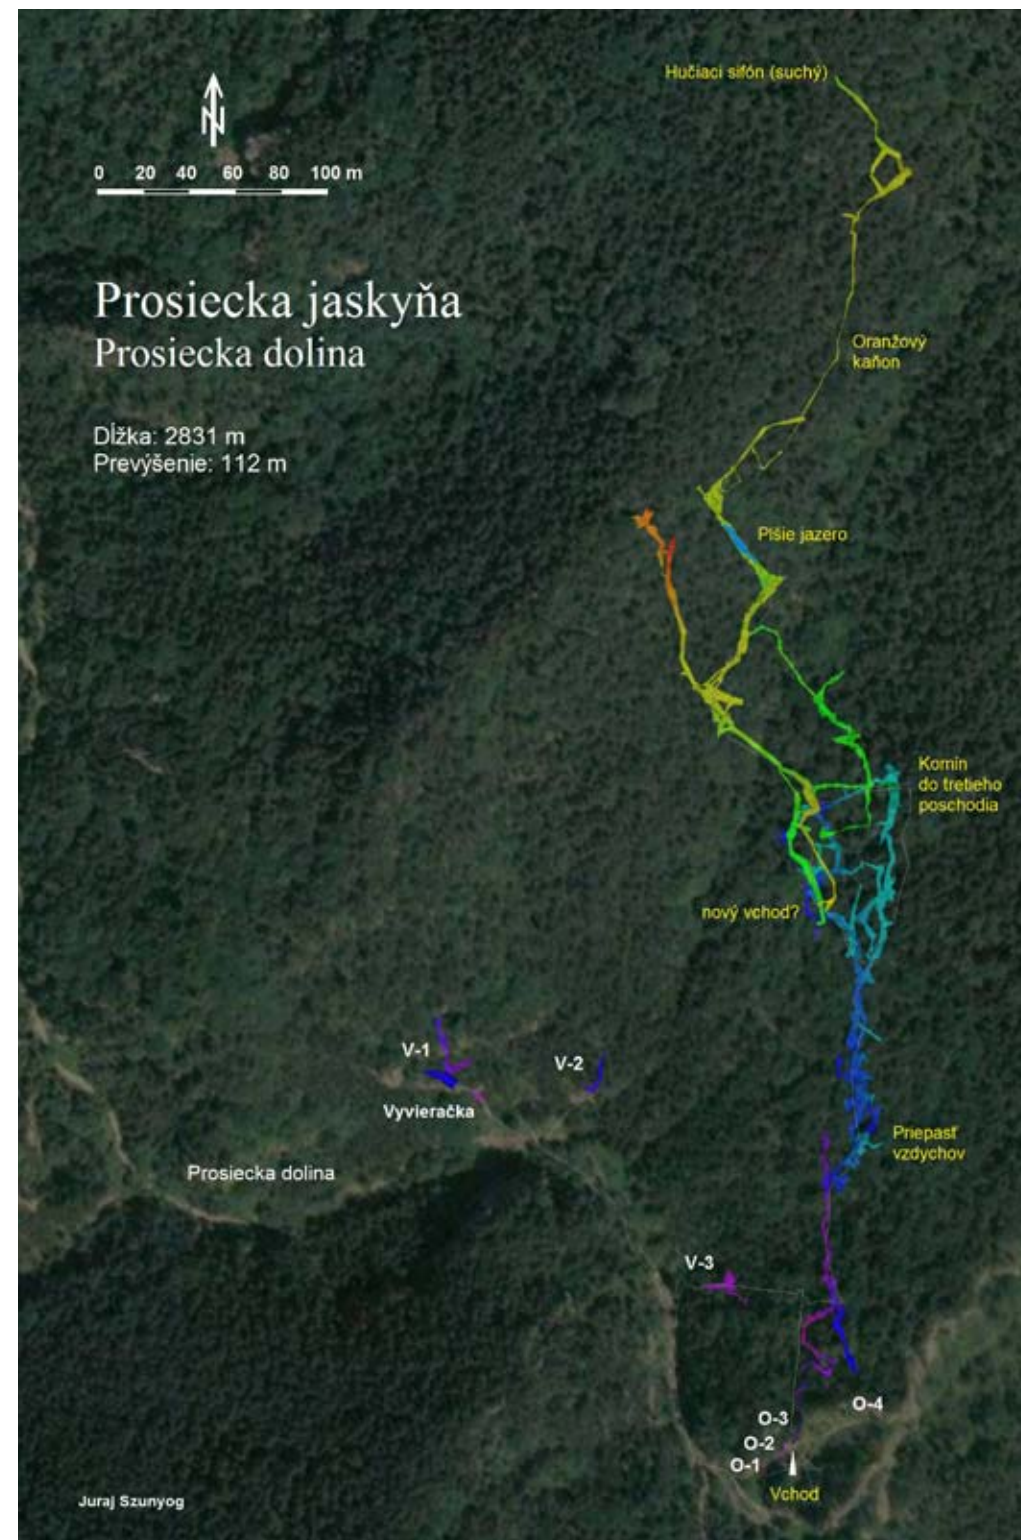 Hučiaci sifón (suchý)
N
0 20 40 60 80 100 m
Prosiecka jaskyňa
Prosiecka dolina
Oranžový
kaňon
Dĺžka: 2831 m
Prevýšenie: 112 m
Plšie jazero
Komín
do tretieho
poschodia
nový vchod?
V-1
V-2
Vyvieračka
Priepasť
vzdychov
Prosiecka dolina
V-3
O-4
O-3
O-2
O-1
Vchod
Juraj Szunyog